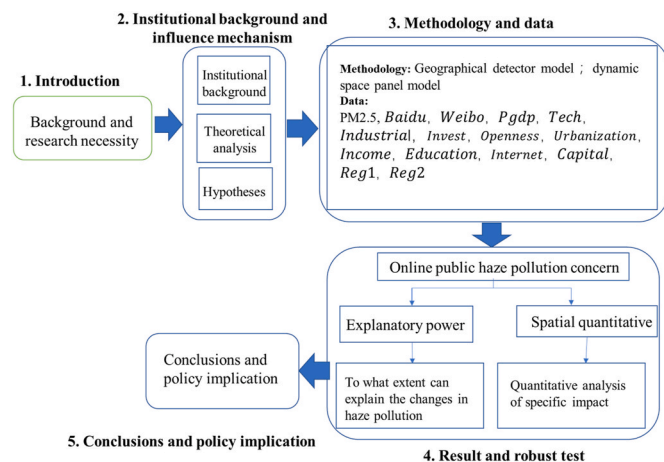 2. Institutional background and
influence mechanism
3. Methodology and data
1. Introduction
Background and
research necessity
Institutional
background
Theoretical
analysis
Hypotheses
Methodology: Geographical detector model ; dynamic
space panel model
Data:
PM2.5, Baidu, Weibo, Pgdp, Tech,
Industrial, Invest, Openness, Urbanization,
Income, Education, Internet, Capital,
Reg1, Reg2
Online public haze pollution concern
Explanatory power
Spatial quantitative
To what extent can
explain the changes in
haze pollution
Quantitative analysis
of specific impact
4. Result and robust test
Conclusions and
policy implication
5. Conclusions and policy implication